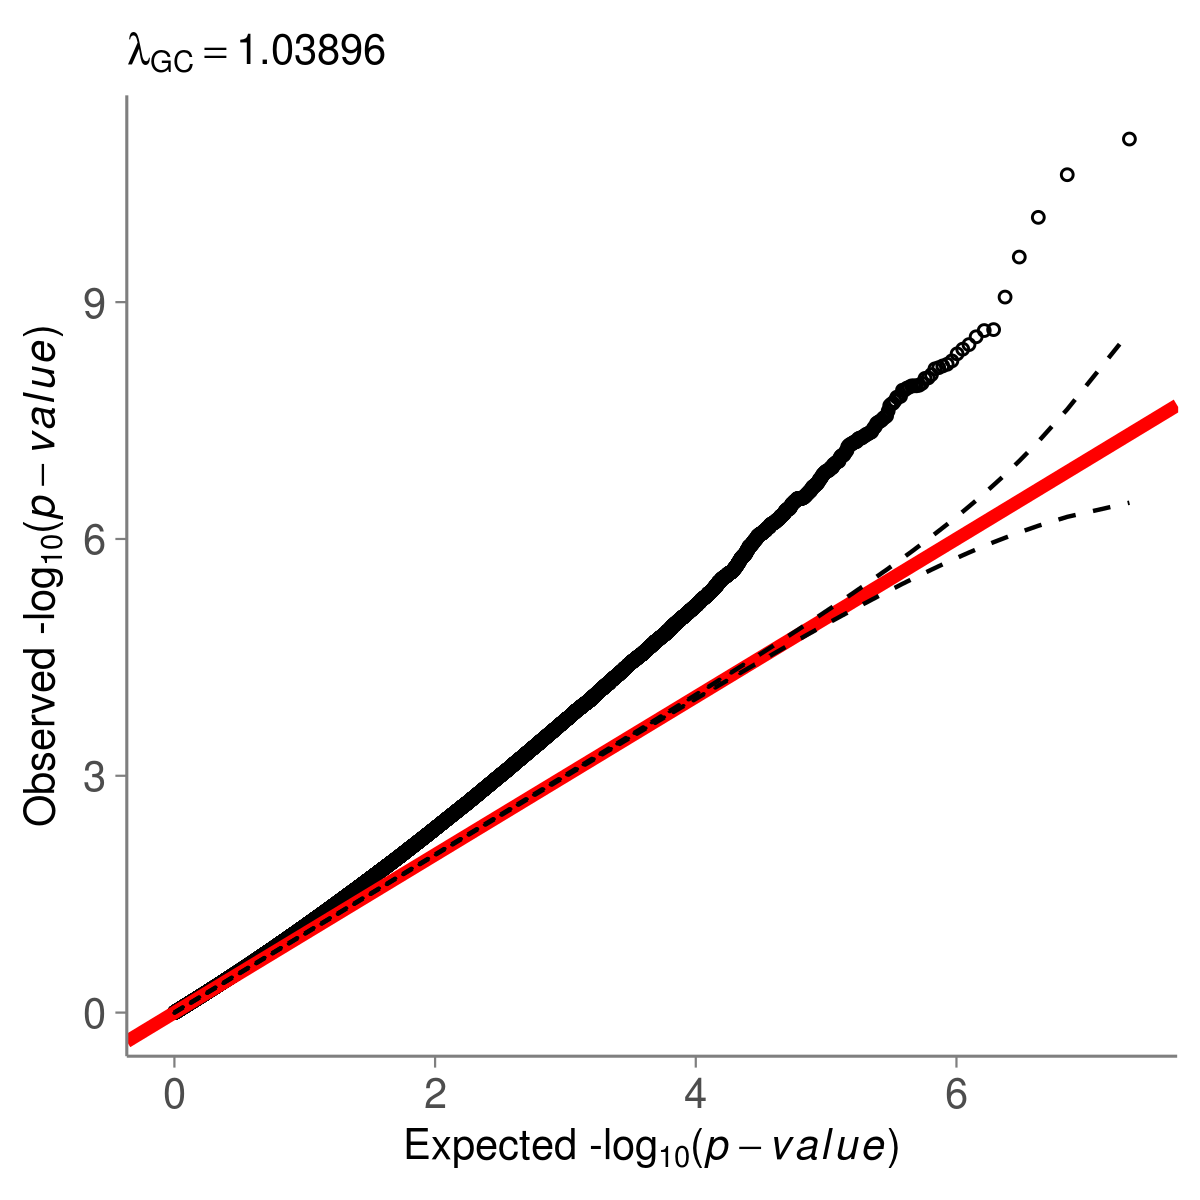 λGC = 1.03896
Observed -log10(p − value)
9
6
3
0
0 2 4 6
Expected -log10(p − value)